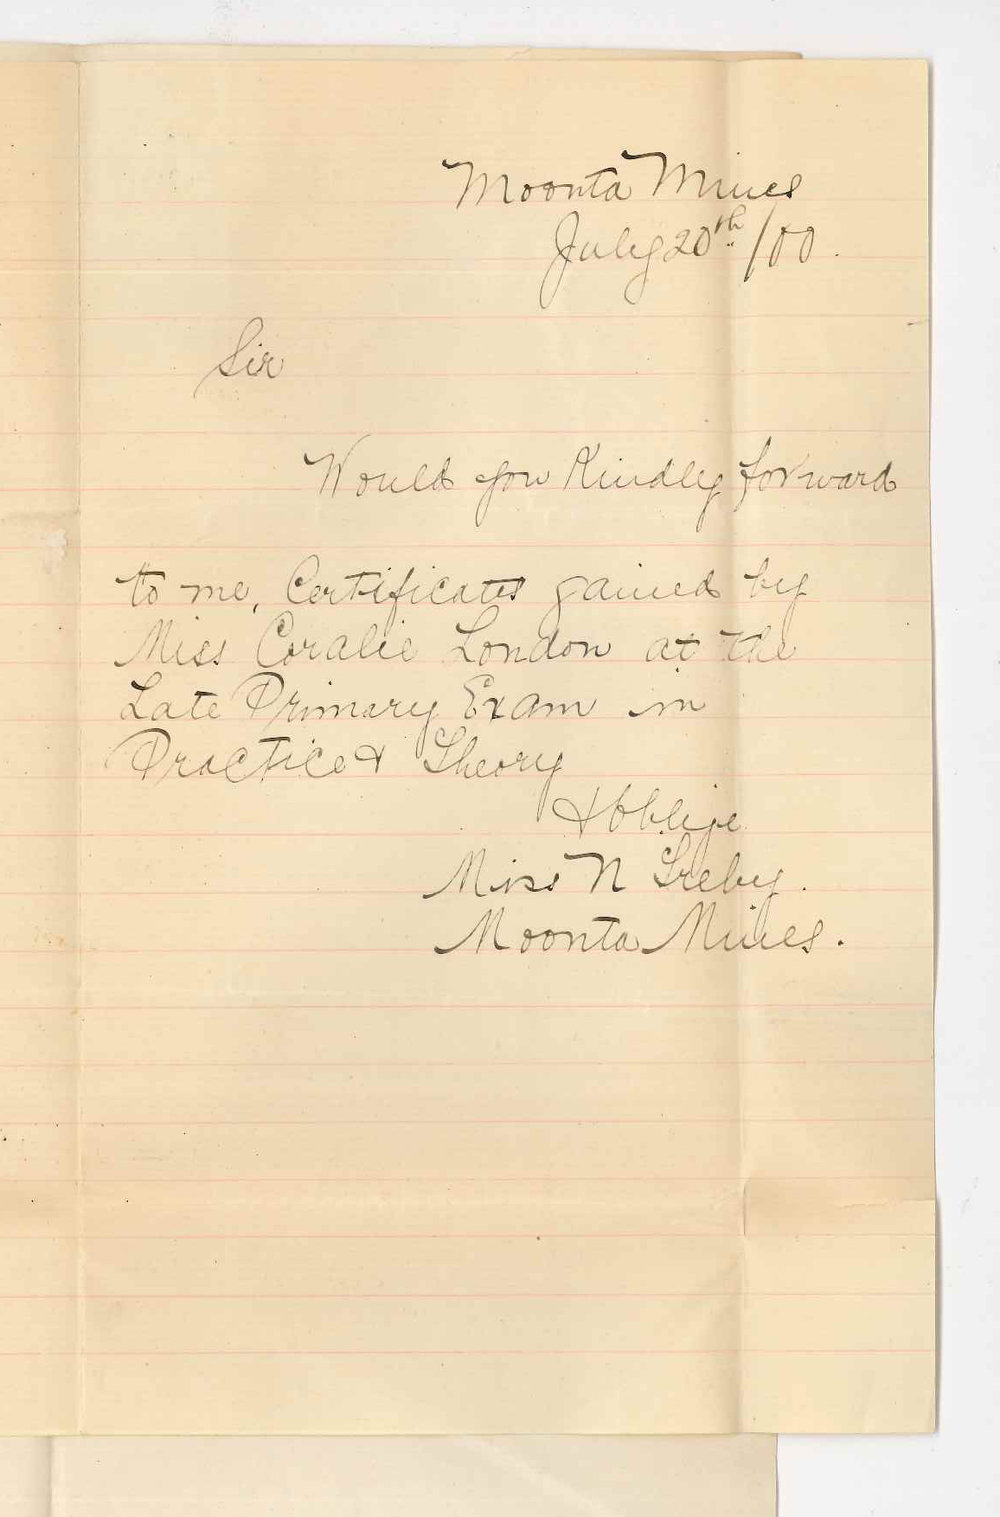 Moonta Mines
July 20th /00.
Sir
Would you Kindly forward
to me, Certificates gained by
Miss Coralie London at the
Late Primary Exam in
Practice & Theory
& Oblige
Miss N Greby.
Moonta Mines.